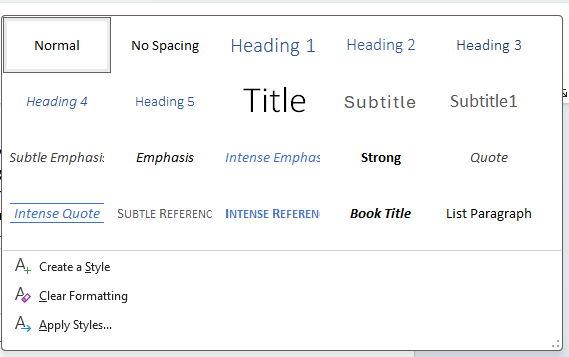 Normal No Spacing Heading 1 Heading 2 Heading 3
Heading 4 Heading 5 Title Subtitle Subtitle1
Subtle Emphasis Emphasis Intense Emphas Strong Quote
Intense Quote SUBTLE REFERENC INTENSE REFEREN Book Title List Paragraph
Create a Style
Clear Formatting
Apply Styles...